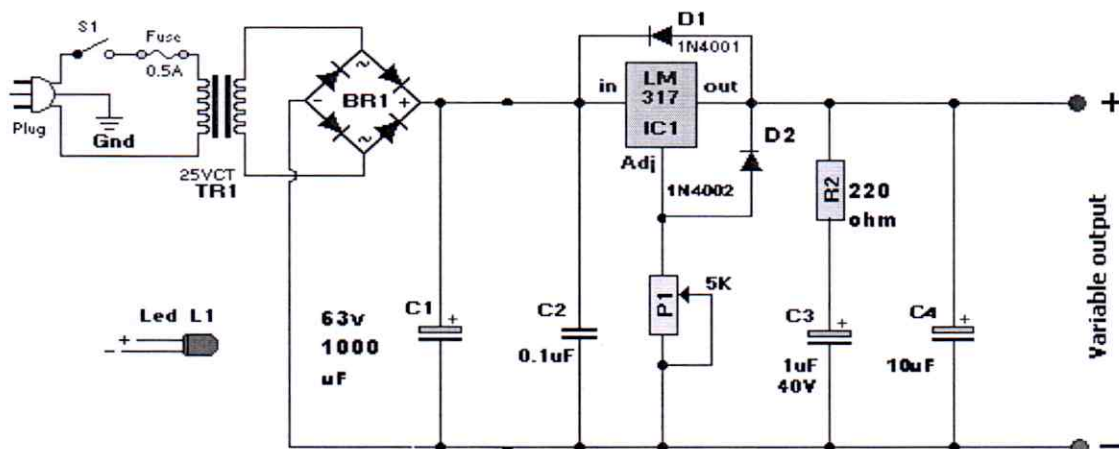 S1
Fuse
0.5A
Plug
Gnd
25VCT
TR1
~
- BR1 +
~
D1
1N4001
in
LM
317
IC1
out
Adj
D2
1N4002
R2
220
ohm
+
P1
5K
Led L1
+
-
63v
1000
uF
C1
+
C2
0.1uF
C3
+
1uF
40V
C4
+
10uF
Variable output
-